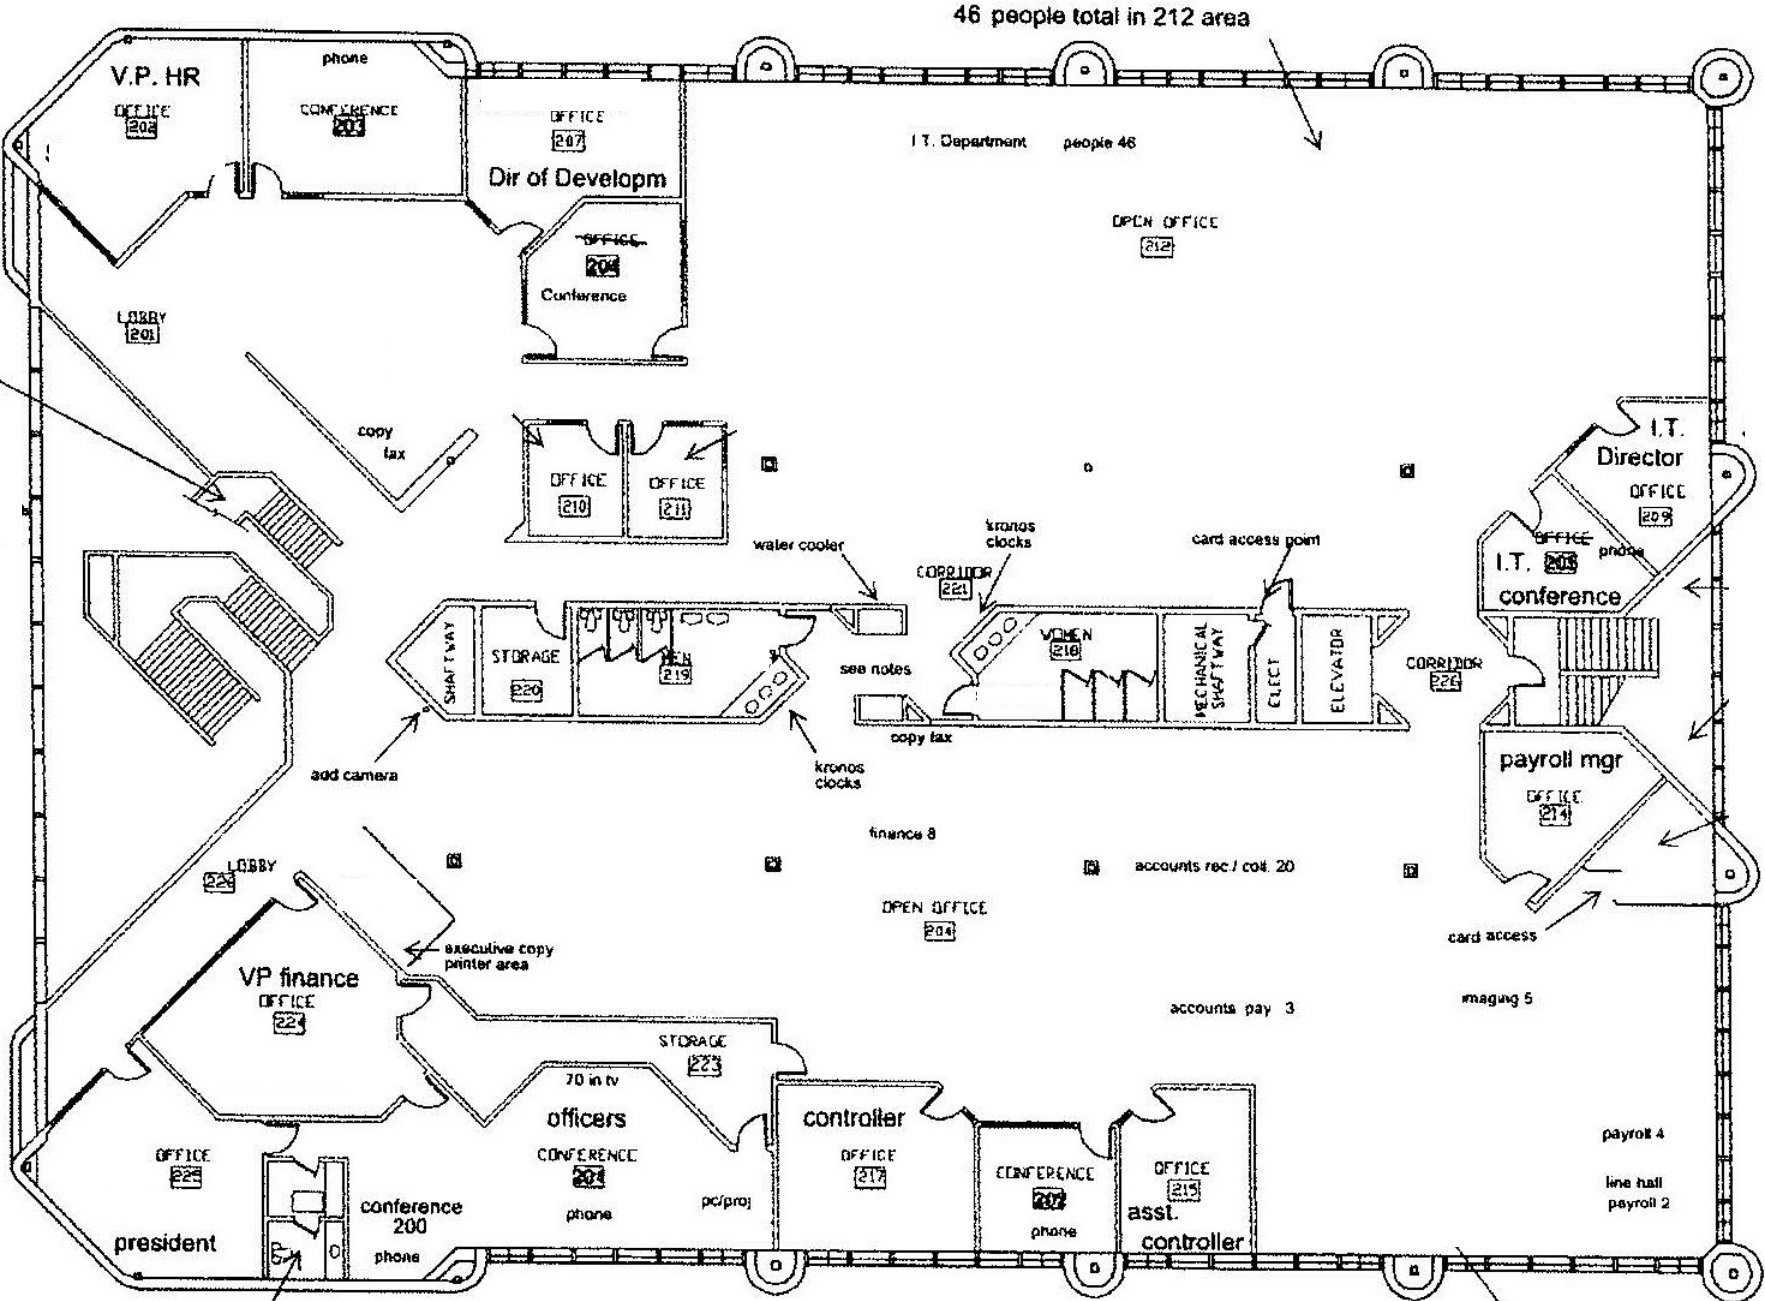 46 people total in 212 area
V.P. HR
OFFICE
202
phone
CONFERENCE
203
OFFICE
207
Dir of Developm
I.T. Department people 46
OPEN OFFICE
212
OFFICE
Conference
LOBBY
201
copy
fax
OFFICE
210
OFFICE
211
I.T.
Director
OFFICE
209
OFFICE
phone
I.T.
conference
water cooler
kronos
clocks
CORRIDOR
221
card access point
SHAFTWAY
STORAGE
220
MEN
219
see notes
WOMEN
218
MECHANICAL
SHAFTWAY
ELECT
ELEVATOR
CORRIDOR
226
copy fax
add camera
kronos
clocks
payroll mgr
OFFICE
214
finance 8
accounts rec./ coll. 20
OPEN OFFICE
204
card access
LOBBY
executive copy
printer area
VP finance
OFFICE
224
accounts pay 3
imaging 5
STORAGE
223
70 in tv
officers
CONFERENCE
pc/proj
phone
controller
OFFICE
217
CONFERENCE
phone
OFFICE
215
asst.
controller
payroll 4
line hall
payroll 2
OFFICE
225
president
conference
200
phone